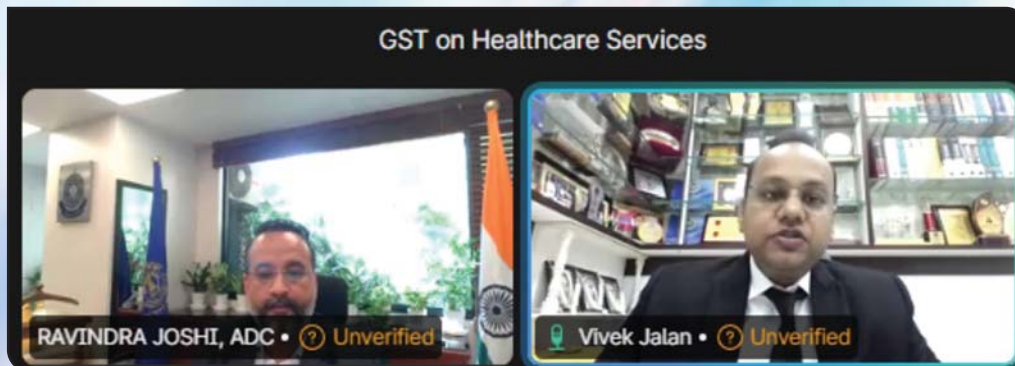 GST on Healthcare Services
RAVINDRA JOSHI, ADC • ? Unverified
Vivek Jalan • ? Unverified